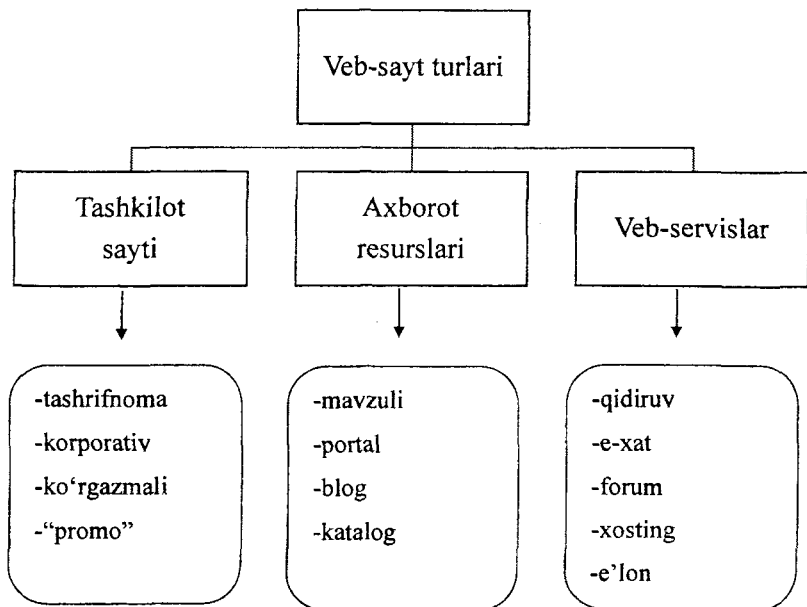 Veb-sayt turlari
Tashkilot
sayti
Axborot
resurslari
Veb-servislar
-tashrifnoma
-korporativ
-ko‘rgazmali
-“promo”
-mavzuli
-portal
-blog
-katalog
-qidiruv
-e-xat
-forum
-xosting
-e’lon